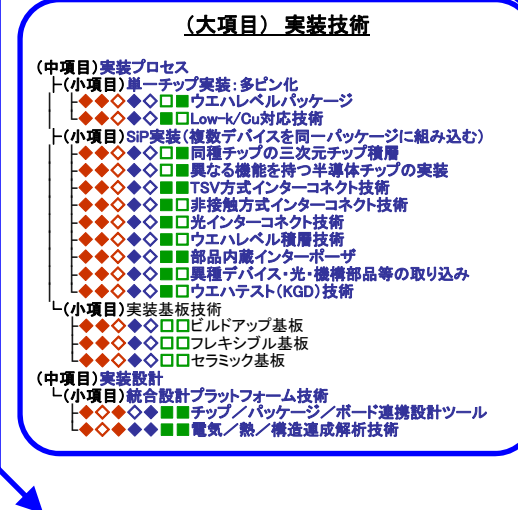 （大項目） 実装技術
（中項目）実装プロセス
├（小項目）単一チップ実装：多ピン化
├◆◆◇◆◇□■ウエハレベルパッケージ
└◆◆◇◆◇■□Low-k/Cu対応技術
├（小項目）SiP実装（複数デバイスを同一パッケージに組み込む）
├◆◆◇◆◇□■同種チップの三次元チップ積層
├◆◆◇◆◇□■異なる機能を持つ半導体チップの実装
├◆◆◇◆◇■■TSV方式インターコネクト技術
├◆◆◇◆◇■□非接触方式インターコネクト技術
├◆◆◇◆◇■□光インターコネクト技術
├◆◆◇◆◇■□ウエハレベル積層技術
├◆◆◇◆◇■■部品内蔵インターポーザ
├◆◆◇◆◇■□異種デバイス・光・機構部品等の取り込み
└◆◆◇◆◇■□ウエハテスト（KGD）技術
└（小項目）実装基板技術
├◆◆◇◆◇□□ビルドアップ基板
├◆◆◇◆◇□□フレキシブル基板
└◆◆◇◆◇□□セラミック基板
（中項目）実装設計
└（小項目）統合設計プラットフォーム技術
├◆◇◆◇◆■■チップ／パッケージ／ボード連携設計ツール
└◆◇◆◆◆■■電気／熱／構造連成解析技術